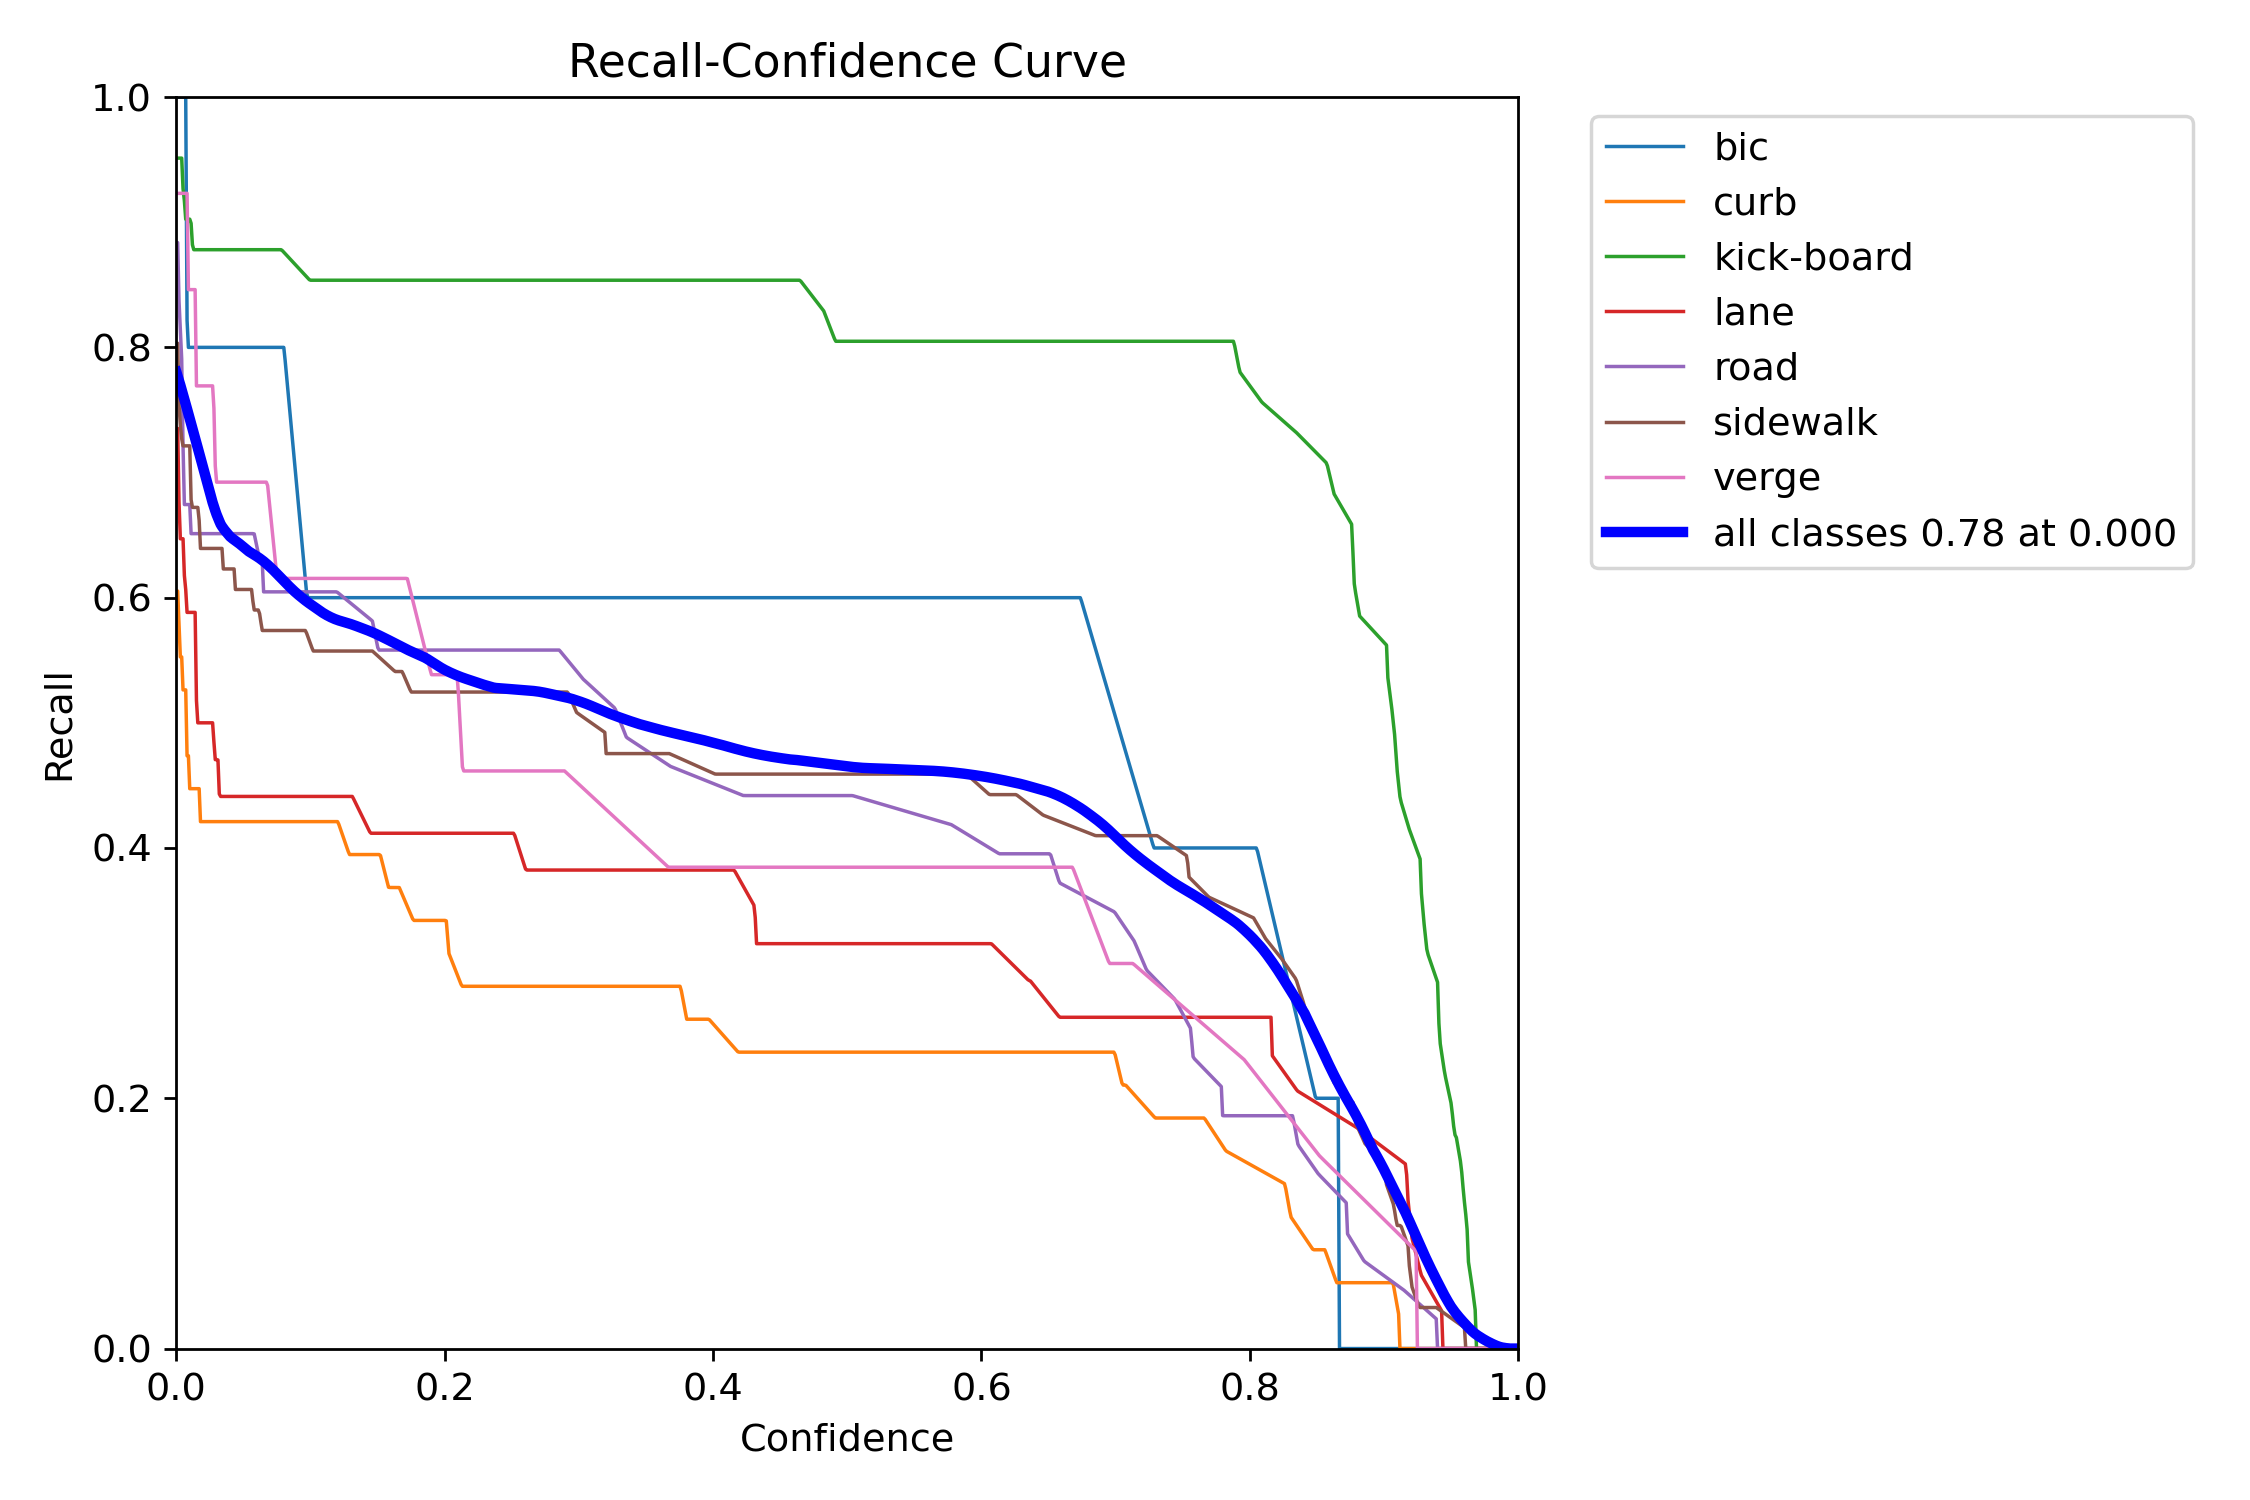 Recall-Confidence Curve
1.0
0.8
0.6
0.4
0.2
0.0
Recall
0.0 0.2 0.4 0.6 0.8 1.0
Confidence
bic
curb
kick-board
lane
road
sidewalk
verge
all classes 0.78 at 0.000